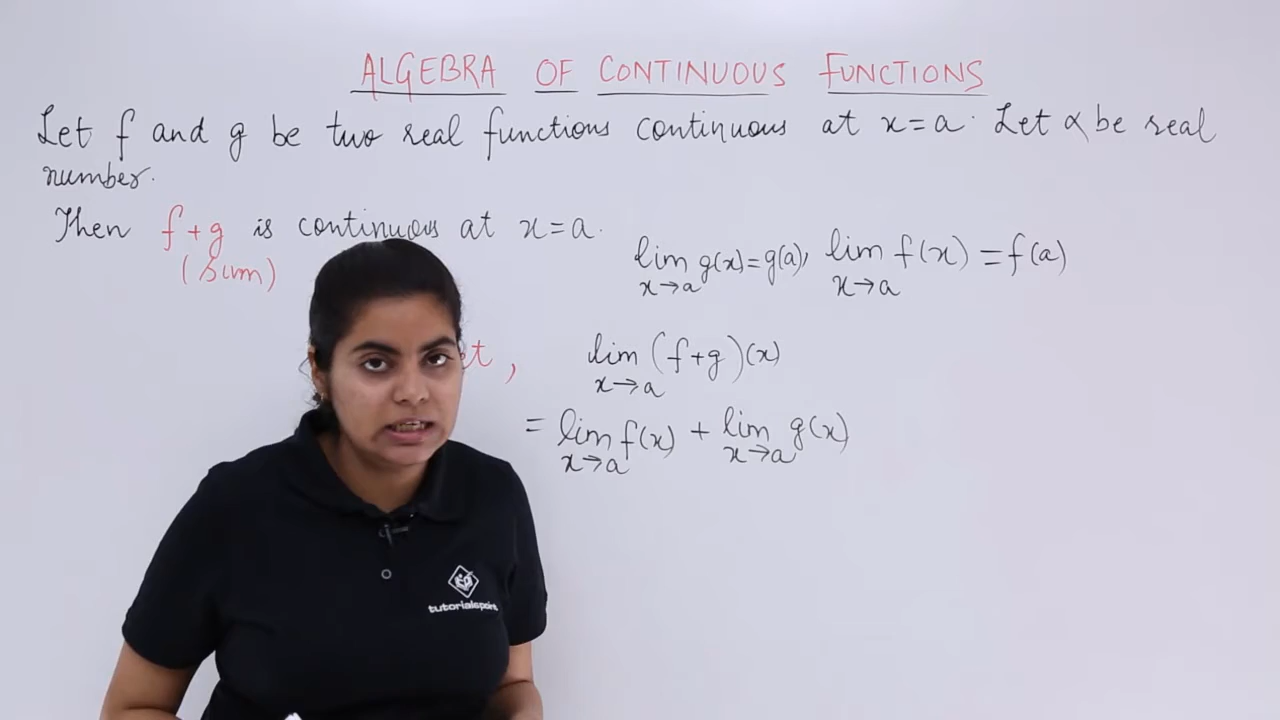 ALGEBRA OF CONTINUOUS FUNCTIONS
Let f and g be two real functions continuous at x=a. Let α be real
number.
Then f+g is continuous at x=a.
(Sum)
lim g(x)=g(a), lim f(x)=f(a)
x→a x→a
lim (f+g)(x)
x→a
= lim f(x) + lim g(x)
x→a x→a
tutorialspoint